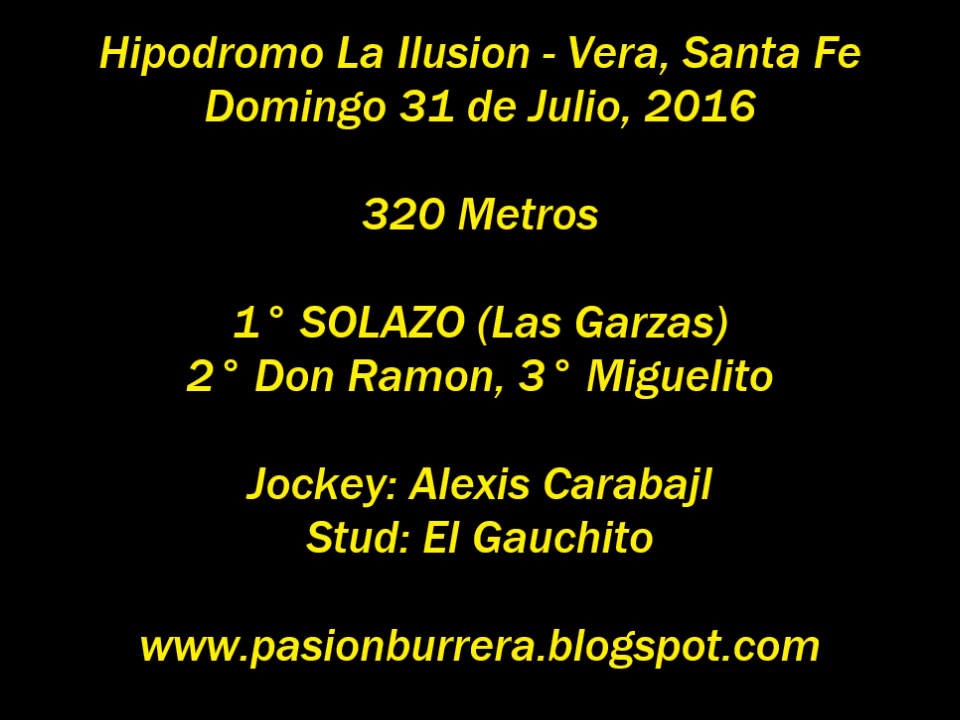 Hipodromo La Ilusion - Vera, Santa Fe
Domingo 31 de Julio, 2016
320 Metros
1° SOLAZO (Las Garzas)
2° Don Ramon, 3° Miguelito
Jockey: Alexis Carabajl
Stud: El Gauchito
www.pasionburrera.blogspot.com